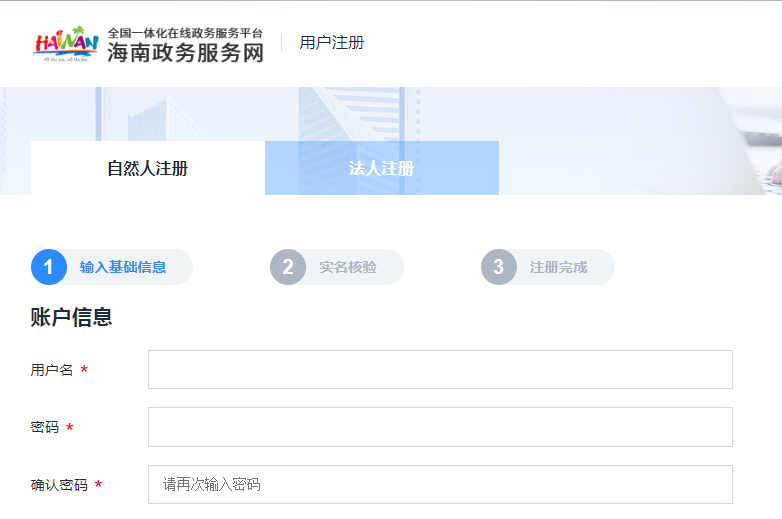 HAiNAN
全国一体化在线政务服务平台
海南政务服务网
用户注册
自然人注册
法人注册
1 输入基础信息
2 实名核验
3 注册完成
账户信息
用户名 *
密码 *
确认密码 * 请再次输入密码